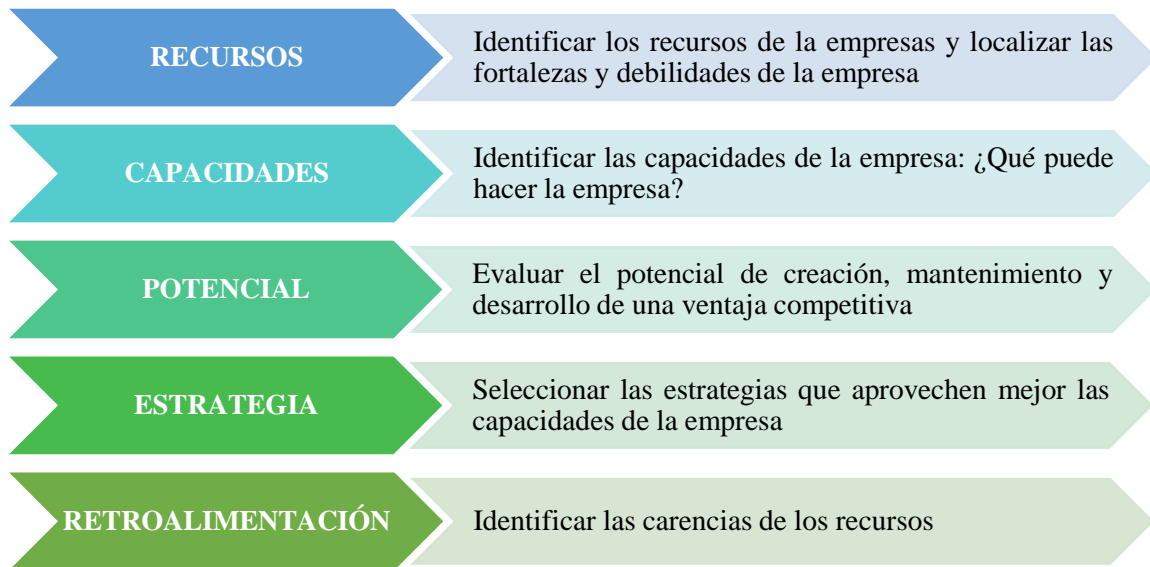 RECURSOS
Identificar los recursos de la empresas y localizar las
fortalezas y debilidades de la empresa
CAPACIDADES
Identificar las capacidades de la empresa: ¿Qué puede
hacer la empresa?
POTENCIAL
Evaluar el potencial de creación, mantenimiento y
desarrollo de una ventaja competitiva
ESTRATEGIA
Seleccionar las estrategias que aprovechen mejor las
capacidades de la empresa
RETROALIMENTACIÓN
Identificar las carencias de los recursos